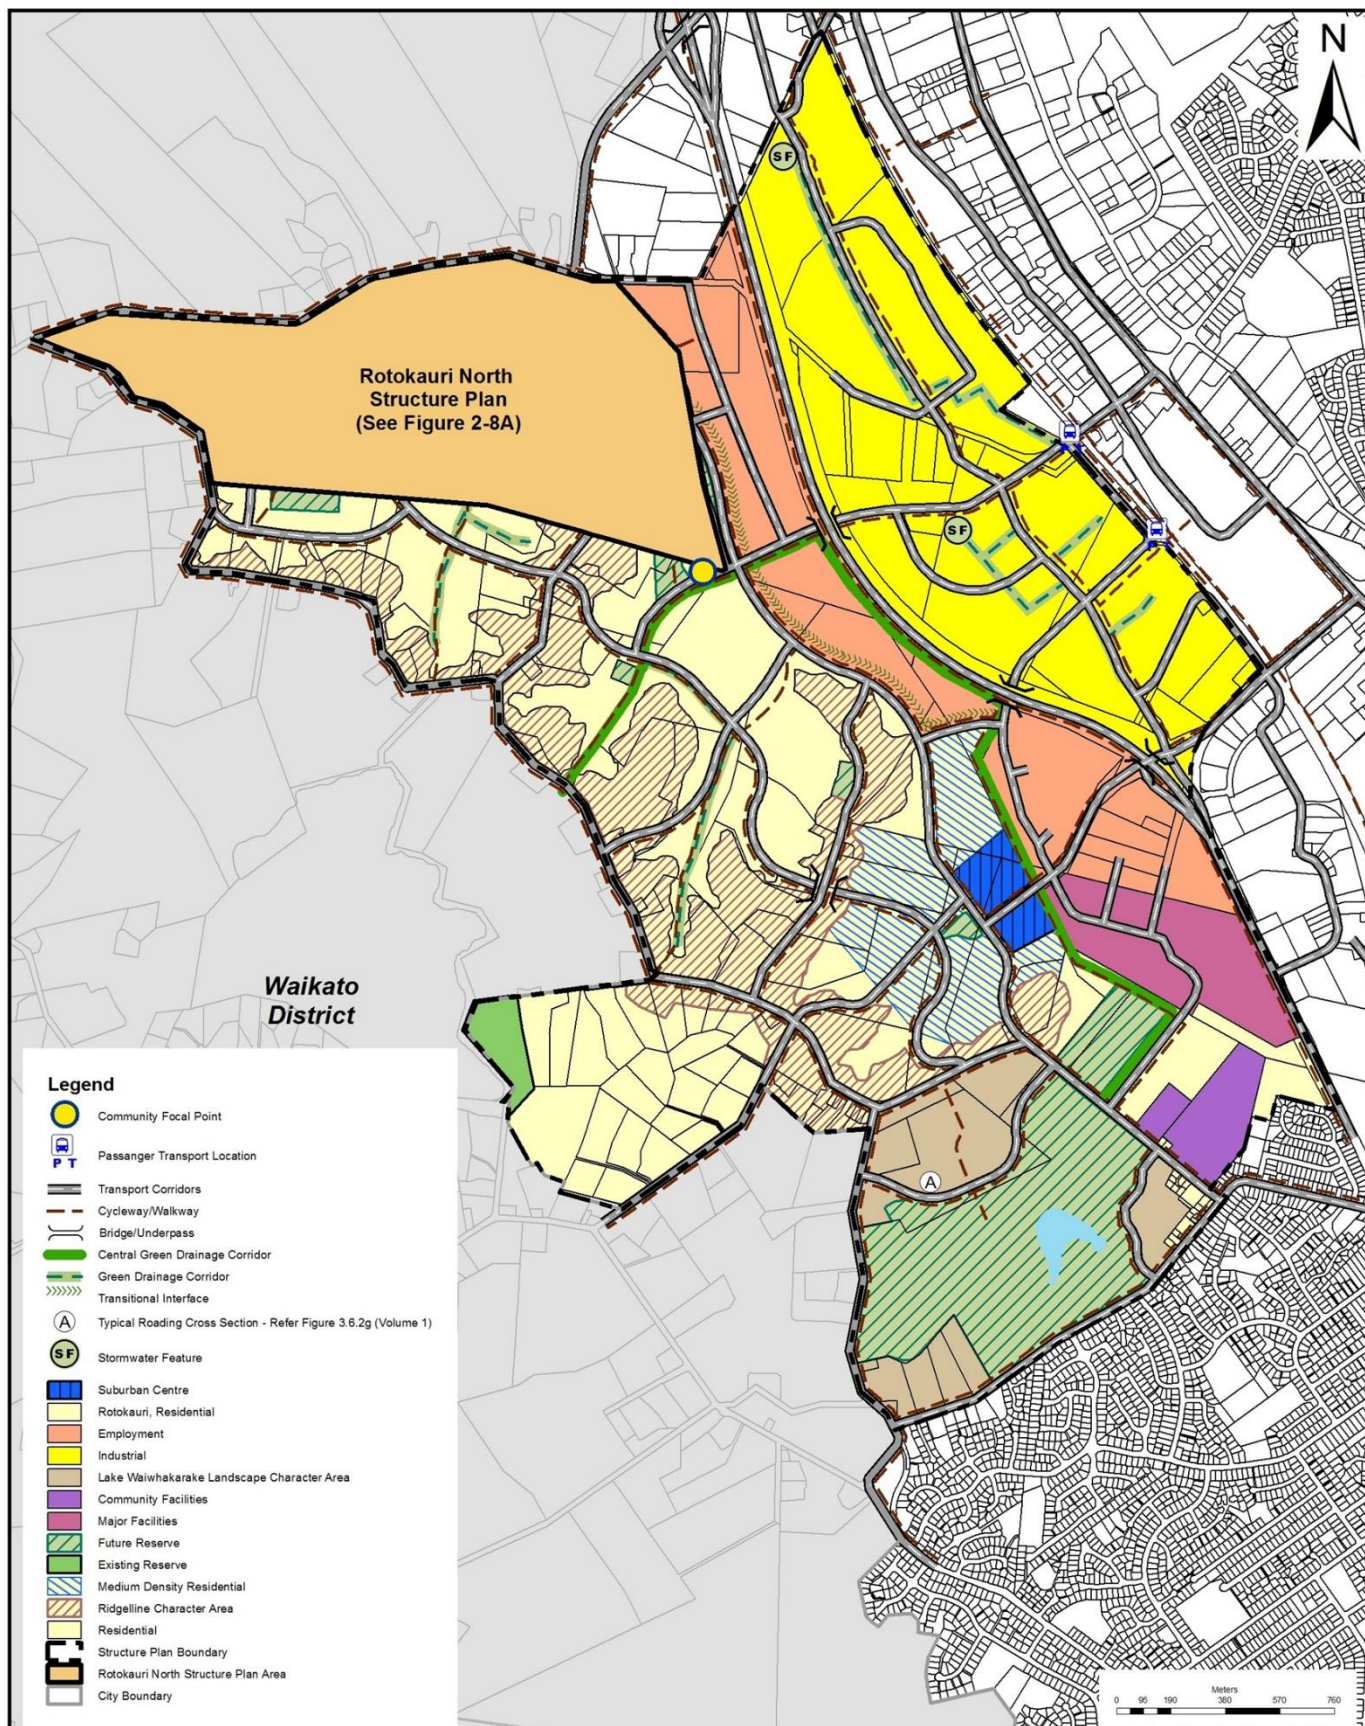 N
SF
Rotokauri North
Structure Plan
(See Figure 2-8A)
P T
P T
SF
Waikato
District
A
Legend
Community Focal Point
P T
Passanger Transport Location
Transport Corridors
Cycleway/Walkway
Bridge/Underpass
Central Green Drainage Corridor
Green Drainage Corridor
Transitional Interface
A
Typical Roading Cross Section - Refer Figure 3.6.2g (Volume 1)
SF
Stormwater Feature
Suburban Centre
Rotokauri, Residential
Employment
Industrial
Lake Waiwhakarake Landscape Character Area
Community Facilities
Major Facilities
Future Reserve
Existing Reserve
Medium Density Residential
Ridgelline Character Area
Residential
Structure Plan Boundary
Rotokauri North Structure Plan Area
City Boundary
Meters
0 95 190 380 570 760